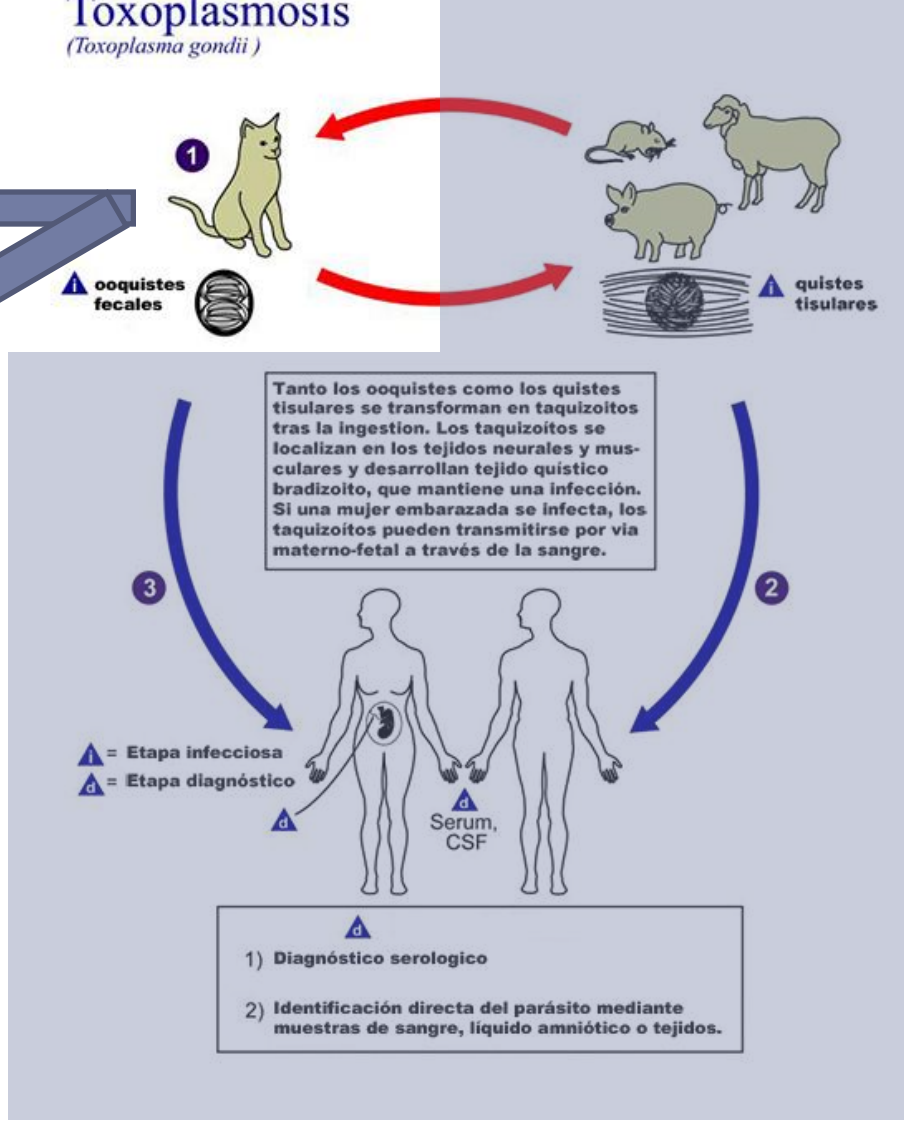 Toxoplasmosis
(Toxoplasma gondii )
1
i ooquistes
fecales
i quistes
tisulares
Tanto los ooquistes como los quistes
tisulares se transforman en taquizoitos
tras la ingestion. Los taquizoítos se
localizan en los tejidos neurales y mus-
culares y desarrollan tejido quístico
bradizoito, que mantiene una infección.
Si una mujer embarazada se infecta, los
taquizoítos pueden transmitirse por via
materno-fetal a través de la sangre.
3
2
i = Etapa infecciosa
d = Etapa diagnóstico
d
d
Serum,
CSF
d
1) Diagnóstico serologico
2) Identificación directa del parásito mediante
muestras de sangre, líquido amniótico o tejidos.